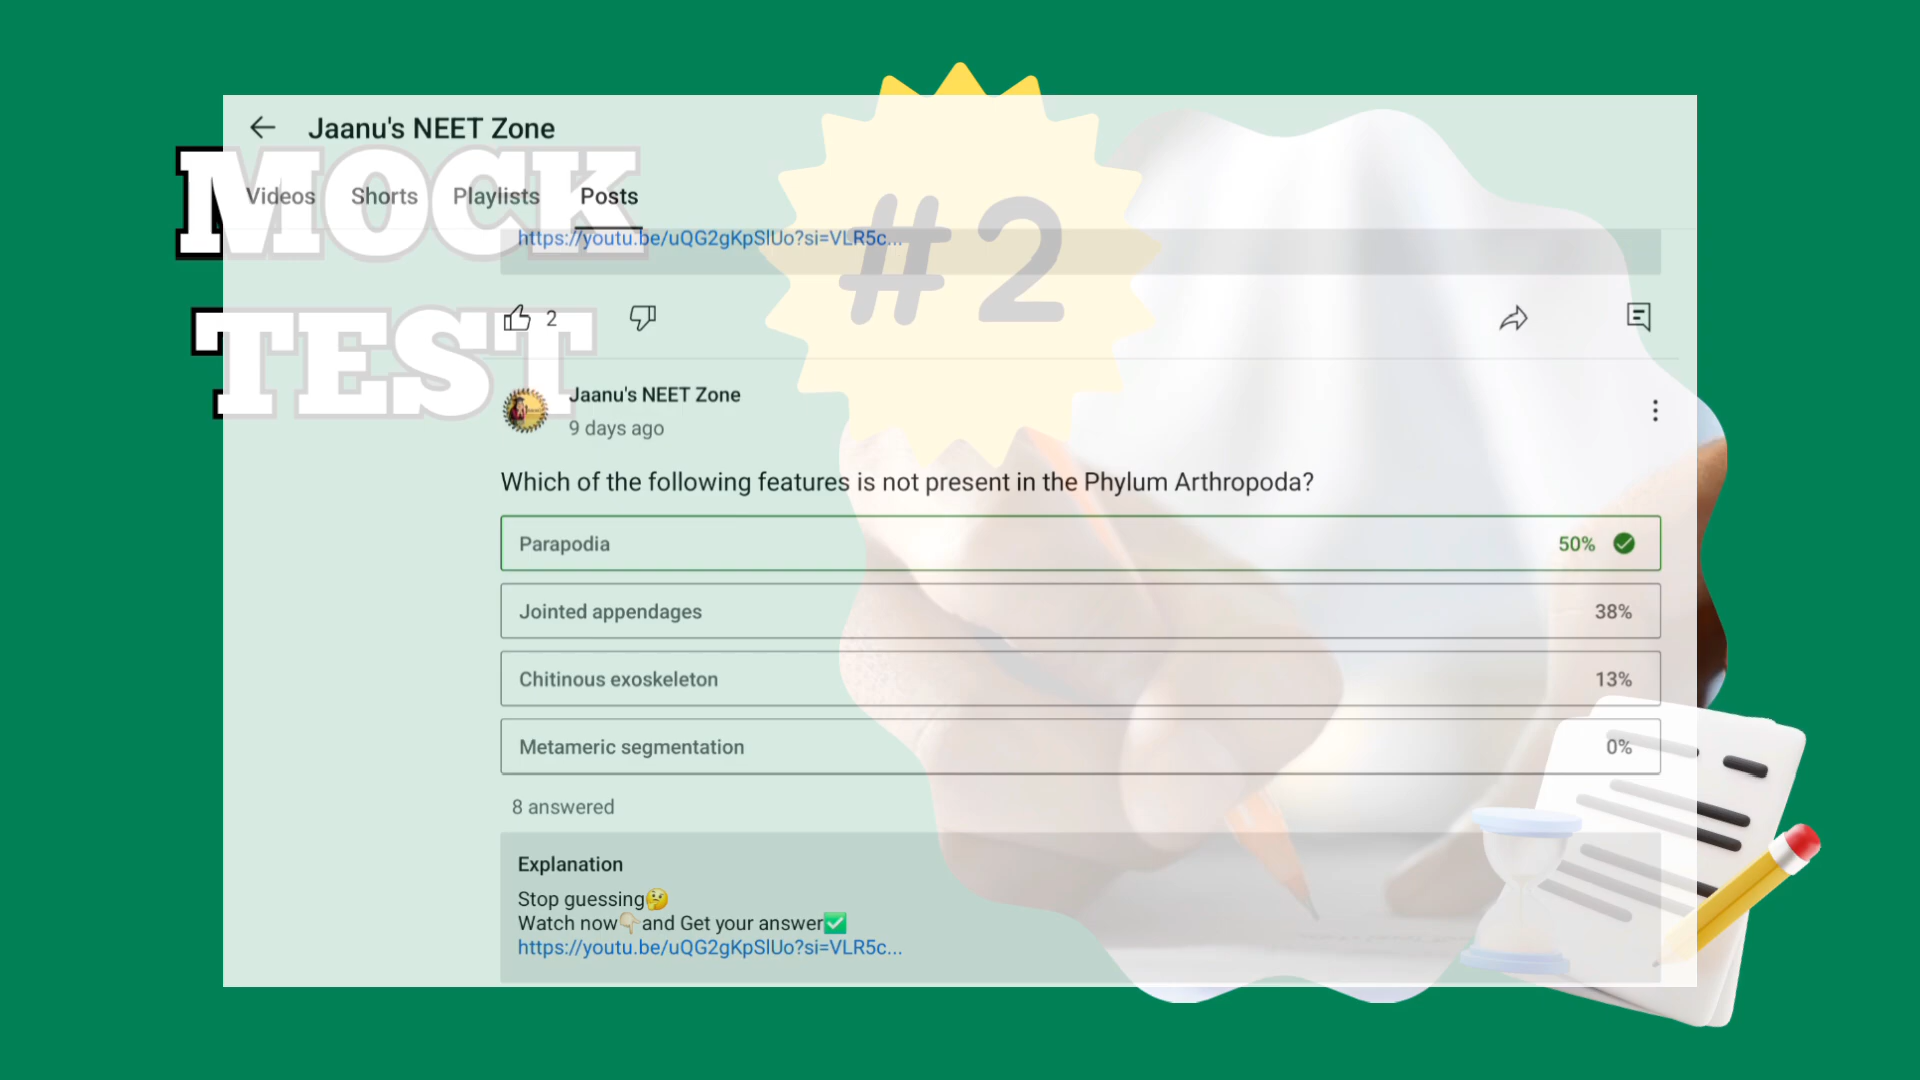 Jaanu's NEET Zone
MOCK
TEST
#2
Videos Shorts Playlists Posts
https://youtu.be/uQG2gKpSlUo?si=VLR5c...
2
Jaanu's NEET Zone
9 days ago
Which of the following features is not present in the Phylum Arthropoda?
Parapodia 50%
Jointed appendages 38%
Chitinous exoskeleton 13%
Metameric segmentation 0%
8 answered
Explanation
Stop guessing🤔
Watch now👇🏻and Get your answer✅
https://youtu.be/uQG2gKpSlUo?si=VLR5c...